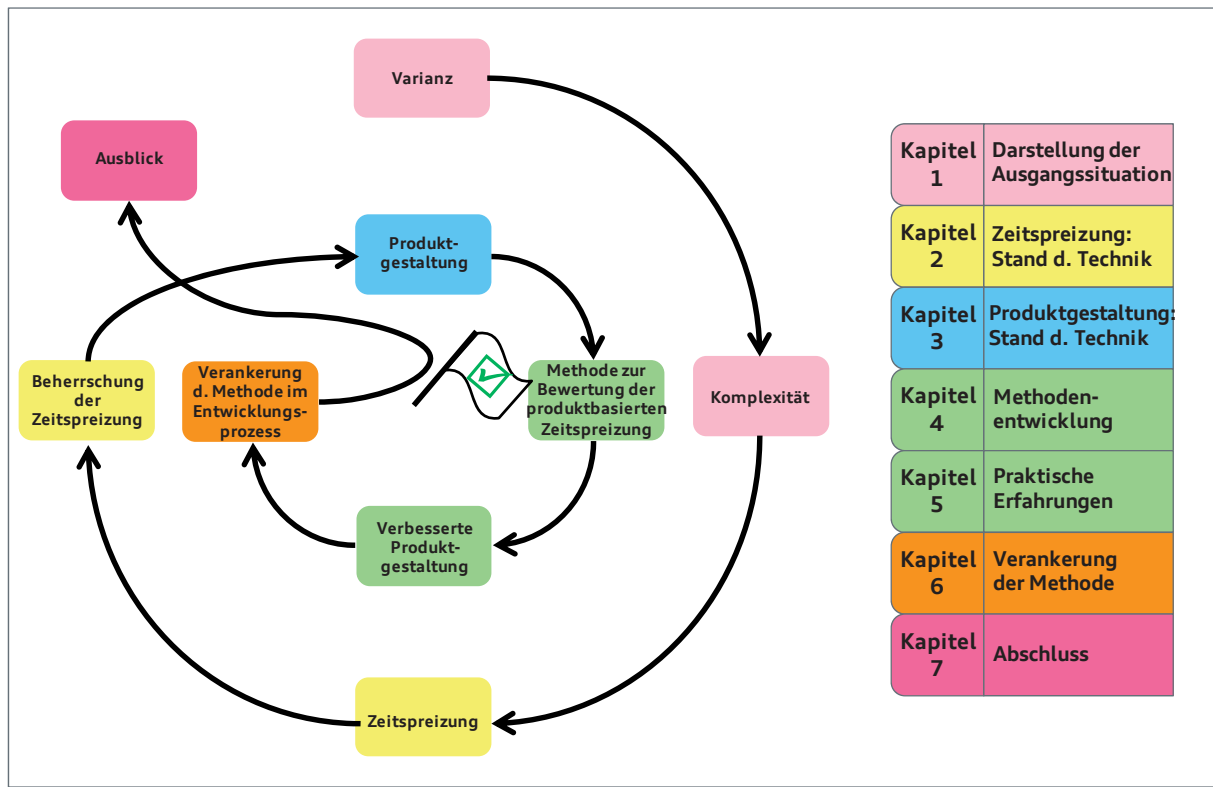 Varianz
Ausblick
Produkt-
gestaltung
Beherrschung
der
Zeitspreizung
Verankerung
d. Methode im
Entwicklungs-
prozess
Methode zur
Bewertung der
produktbasierten
Zeitspreizung
Komplexität
Verbesserte
Produkt-
gestaltung
Zeitspreizung
Kapitel
1
Darstellung der
Ausgangssituation
Kapitel
2
Zeitspreizung:
Stand d. Technik
Kapitel
3
Produktgestaltung:
Stand d. Technik
Kapitel
4
Methoden-
entwicklung
Kapitel
5
Praktische
Erfahrungen
Kapitel
6
Verankerung
der Methode
Kapitel
7
Abschluss